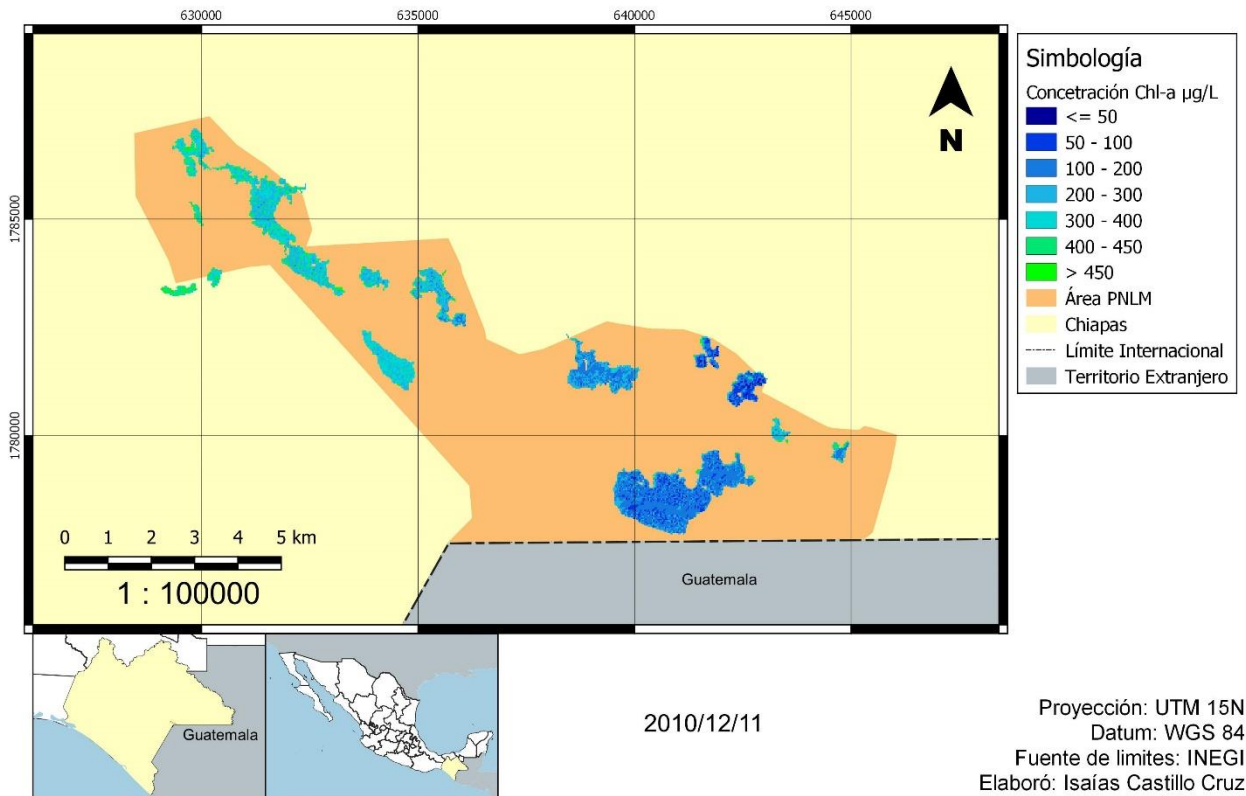 630000
635000
640000
645000
1785000
1780000
N
0 1 2 3 4 5 km
1 : 100000
Guatemala
Simbología
Concetración Chl-a µg/L
<= 50
50 - 100
100 - 200
200 - 300
300 - 400
400 - 450
> 450
Área PNLM
Chiapas
Límite Internacional
Territorio Extranjero
Guatemala
2010/12/11
Proyección: UTM 15N
Datum: WGS 84
Fuente de limites: INEGI
Elaboró: Isaías Castillo Cruz